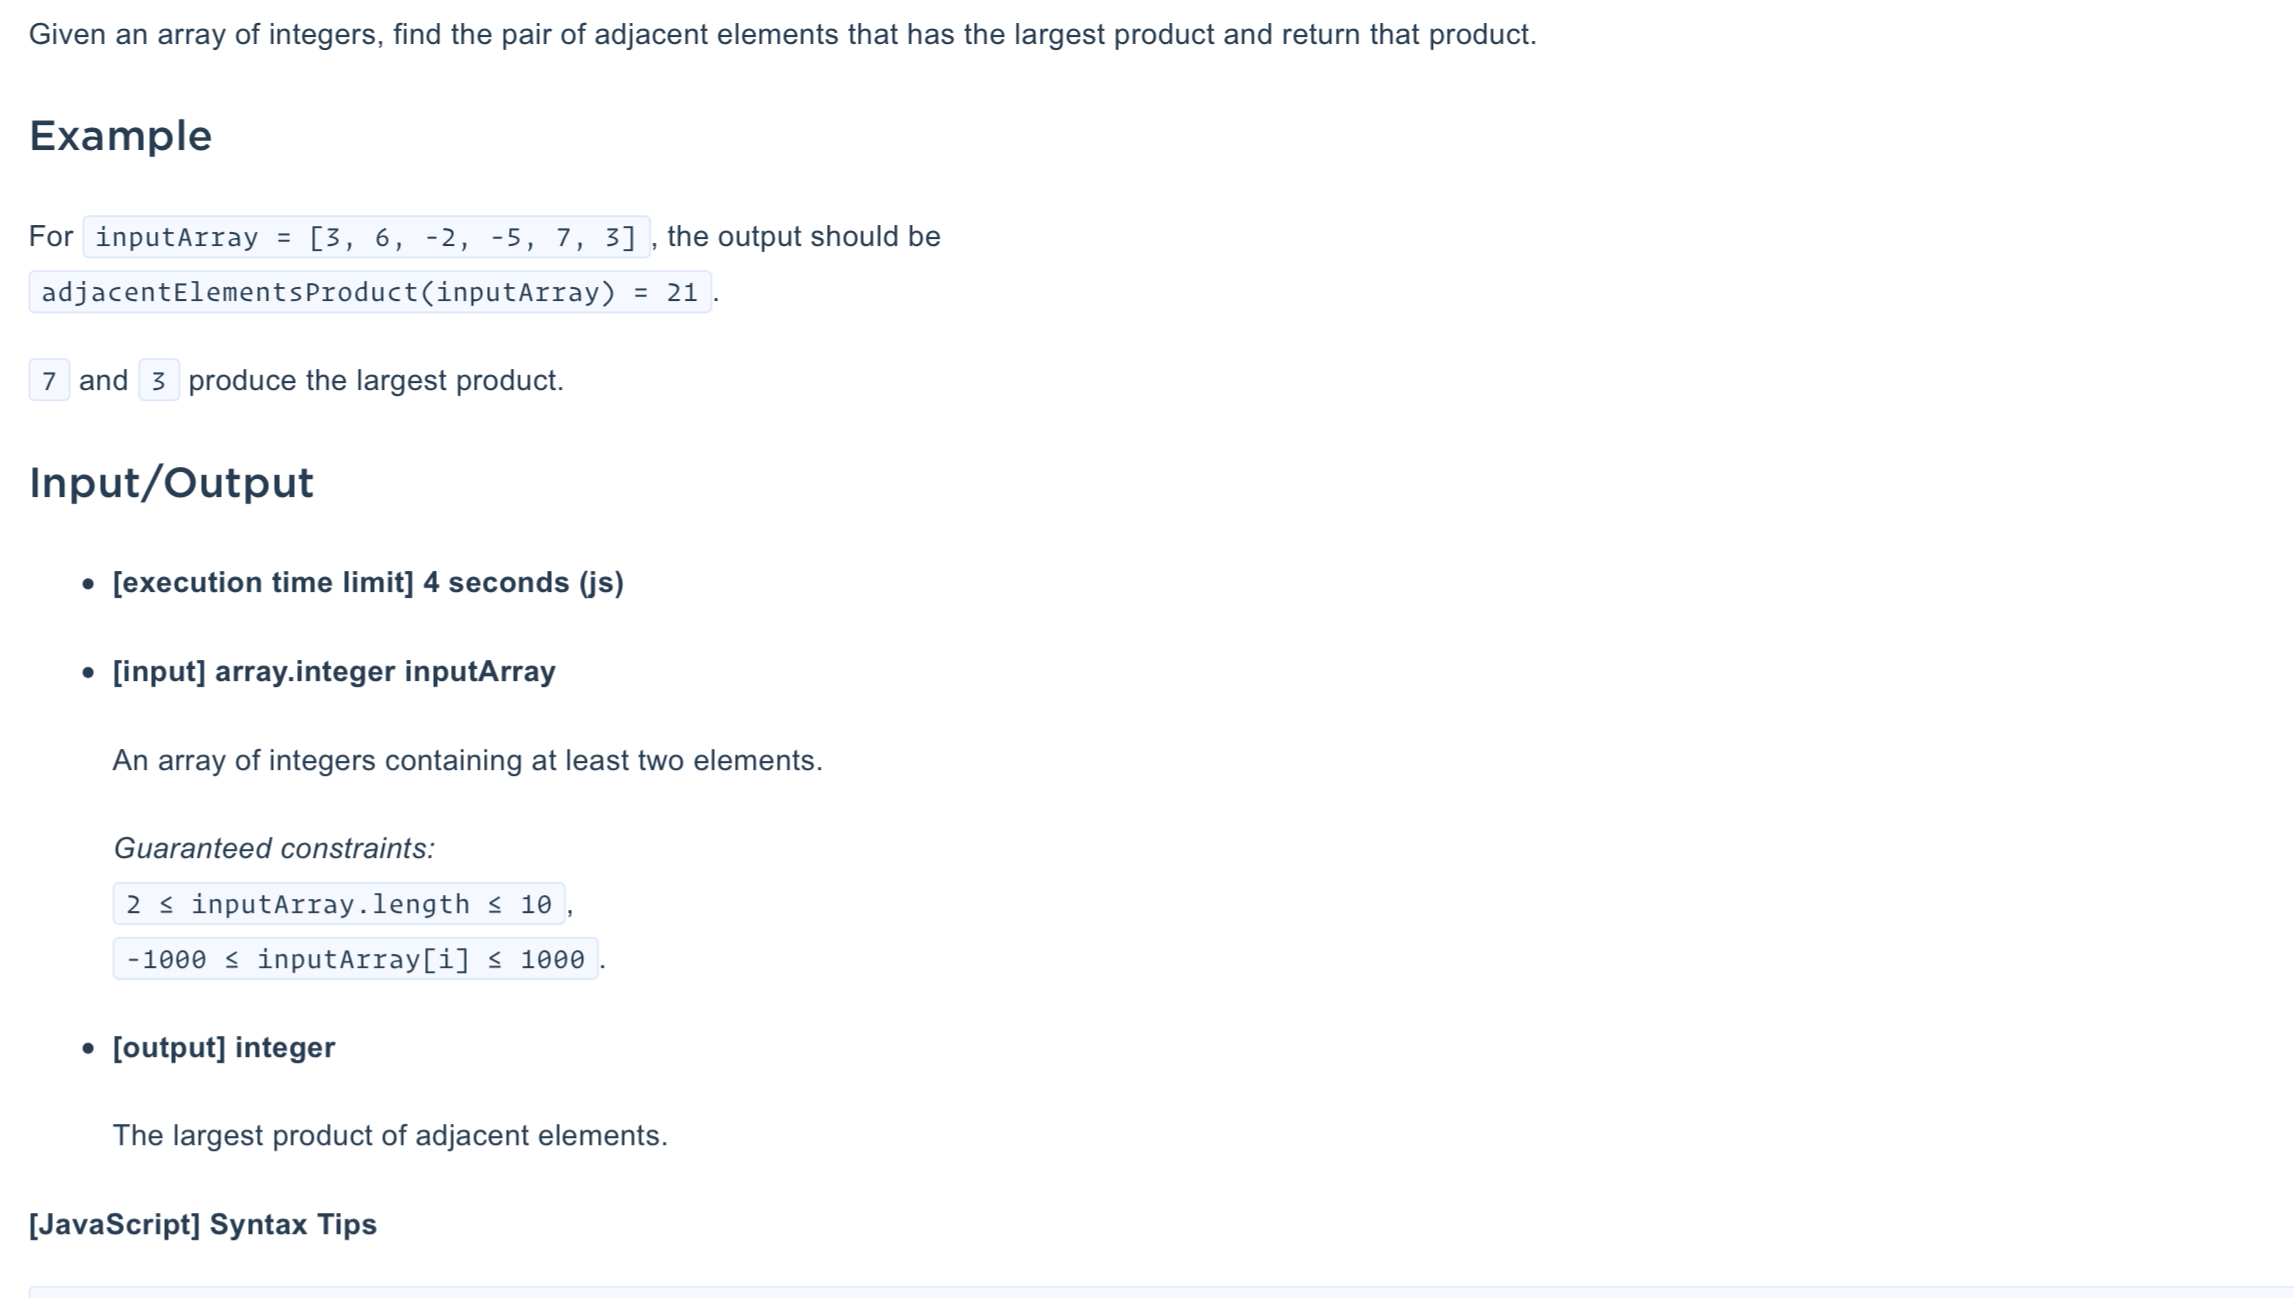 Given an array of integers, find the pair of adjacent elements that has the largest product and return that product.
Example
For inputArray = [3, 6, -2, -5, 7, 3] , the output should be
adjacentElementsProduct(inputArray) = 21 .
7 and 3 produce the largest product.
Input/Output
• [execution time limit] 4 seconds (js)
• [input] array.integer inputArray
An array of integers containing at least two elements.
Guaranteed constraints:
2 ≤ inputArray.length ≤ 10 ,
-1000 ≤ inputArray[i] ≤ 1000 .
• [output] integer
The largest product of adjacent elements.
[JavaScript] Syntax Tips